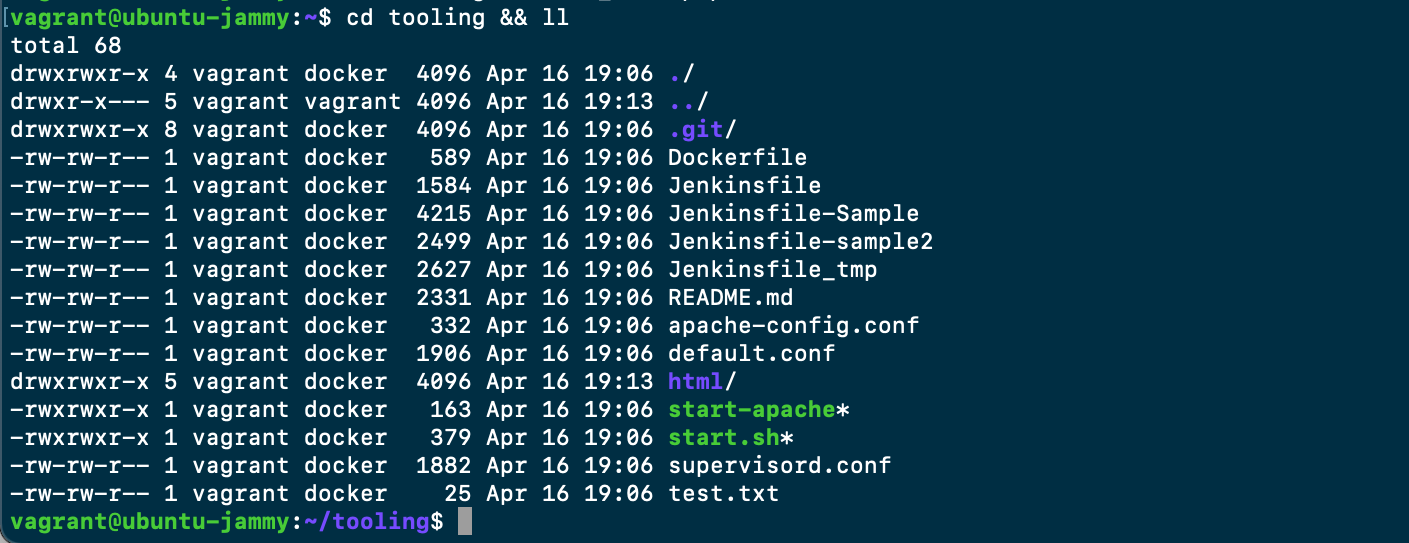 vagrant@ubuntu-jammy:~$ cd tooling && ll
total 68
drwxrwxr-x 4 vagrant docker  4096 Apr 16 19:06 ./
drwxr-x--- 5 vagrant vagrant 4096 Apr 16 19:13 ../
drwxrwxr-x 8 vagrant docker  4096 Apr 16 19:06 .git/
-rw-rw-r-- 1 vagrant docker   589 Apr 16 19:06 Dockerfile
-rw-rw-r-- 1 vagrant docker  1584 Apr 16 19:06 Jenkinsfile
-rw-rw-r-- 1 vagrant docker  4215 Apr 16 19:06 Jenkinsfile-Sample
-rw-rw-r-- 1 vagrant docker  2499 Apr 16 19:06 Jenkinsfile-sample2
-rw-rw-r-- 1 vagrant docker  2627 Apr 16 19:06 Jenkinsfile_tmp
-rw-rw-r-- 1 vagrant docker  2331 Apr 16 19:06 README.md
-rw-rw-r-- 1 vagrant docker   332 Apr 16 19:06 apache-config.conf
-rw-rw-r-- 1 vagrant docker  1906 Apr 16 19:06 default.conf
drwxrwxr-x 5 vagrant docker  4096 Apr 16 19:13 html/
-rwxrwxr-x 1 vagrant docker   163 Apr 16 19:06 start-apache*
-rwxrwxr-x 1 vagrant docker   379 Apr 16 19:06 start.sh*
-rw-rw-r-- 1 vagrant docker  1882 Apr 16 19:06 supervisord.conf
-rw-rw-r-- 1 vagrant docker    25 Apr 16 19:06 test.txt
vagrant@ubuntu-jammy:~/tooling$